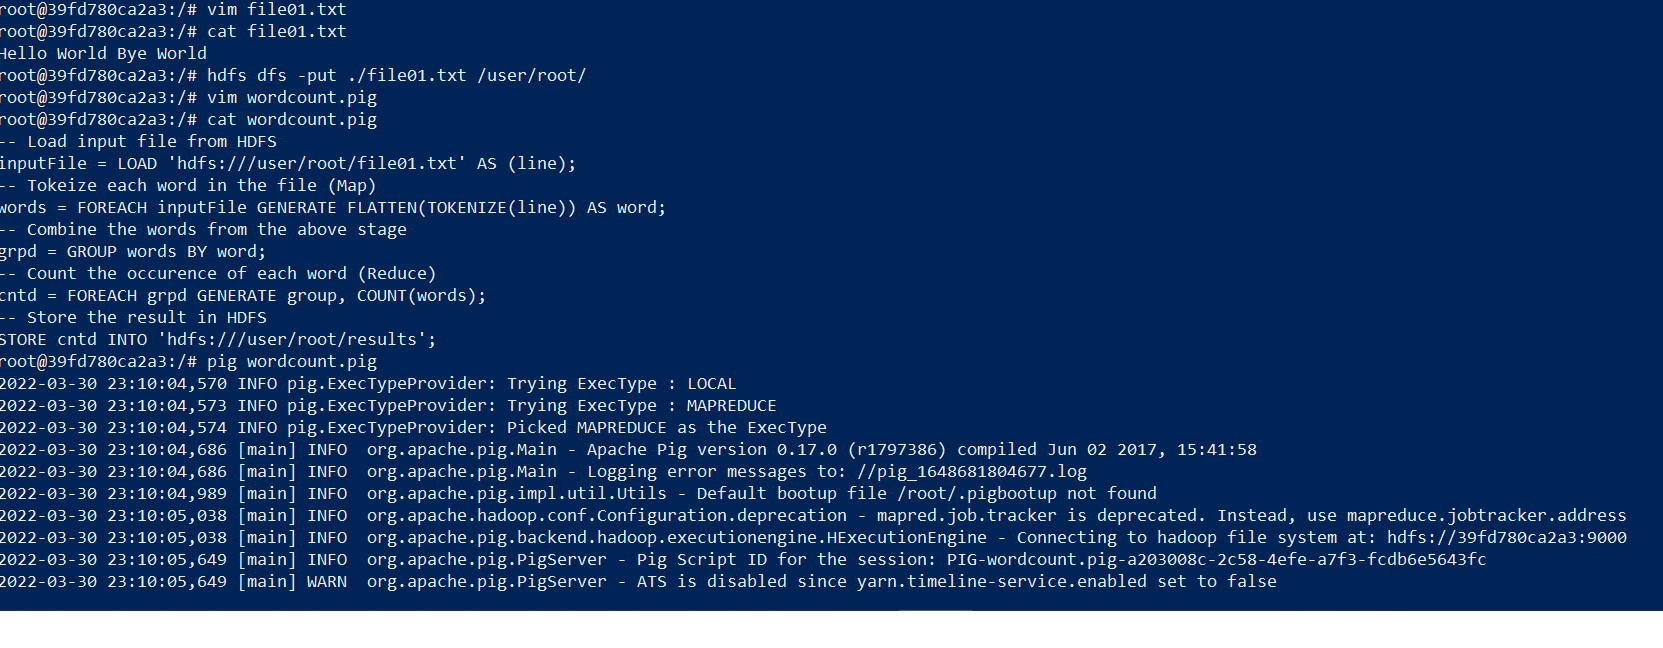 root@39fd780ca2a3:/# vim file01.txt
root@39fd780ca2a3:/# cat file01.txt
Hello World Bye World
root@39fd780ca2a3:/# hdfs dfs -put ./file01.txt /user/root/
root@39fd780ca2a3:/# vim wordcount.pig
root@39fd780ca2a3:/# cat wordcount.pig
-- Load input file from HDFS
inputFile = LOAD 'hdfs:///user/root/file01.txt' AS (line);
-- Tokeize each word in the file (Map)
words = FOREACH inputFile GENERATE FLATTEN(TOKENIZE(line)) AS word;
-- Combine the words from the above stage
grpd = GROUP words BY word;
-- Count the occurence of each word (Reduce)
cntd = FOREACH grpd GENERATE group, COUNT(words);
-- Store the result in HDFS
STORE cntd INTO 'hdfs:///user/root/results';
root@39fd780ca2a3:/# pig wordcount.pig
2022-03-30 23:10:04,570 INFO pig.ExecTypeProvider: Trying ExecType : LOCAL
2022-03-30 23:10:04,573 INFO pig.ExecTypeProvider: Trying ExecType : MAPREDUCE
2022-03-30 23:10:04,574 INFO pig.ExecTypeProvider: Picked MAPREDUCE as the ExecType
2022-03-30 23:10:04,686 [main] INFO  org.apache.pig.Main - Apache Pig version 0.17.0 (r1797386) compiled Jun 02 2017, 15:41:58
2022-03-30 23:10:04,686 [main] INFO  org.apache.pig.Main - Logging error messages to: //pig_1648681804677.log
2022-03-30 23:10:04,989 [main] INFO  org.apache.pig.impl.util.Utils - Default bootup file /root/.pigbootup not found
2022-03-30 23:10:05,038 [main] INFO  org.apache.hadoop.conf.Configuration.deprecation - mapred.job.tracker is deprecated. Instead, use mapreduce.jobtracker.address
2022-03-30 23:10:05,038 [main] INFO  org.apache.pig.backend.hadoop.executionengine.HExecutionEngine - Connecting to hadoop file system at: hdfs://39fd780ca2a3:9000
2022-03-30 23:10:05,649 [main] INFO  org.apache.pig.PigServer - Pig Script ID for the session: PIG-wordcount.pig-a203008c-2c58-4efe-a7f3-fcdb6e5643fc
2022-03-30 23:10:05,649 [main] WARN  org.apache.pig.PigServer - ATS is disabled since yarn.timeline-service.enabled set to false